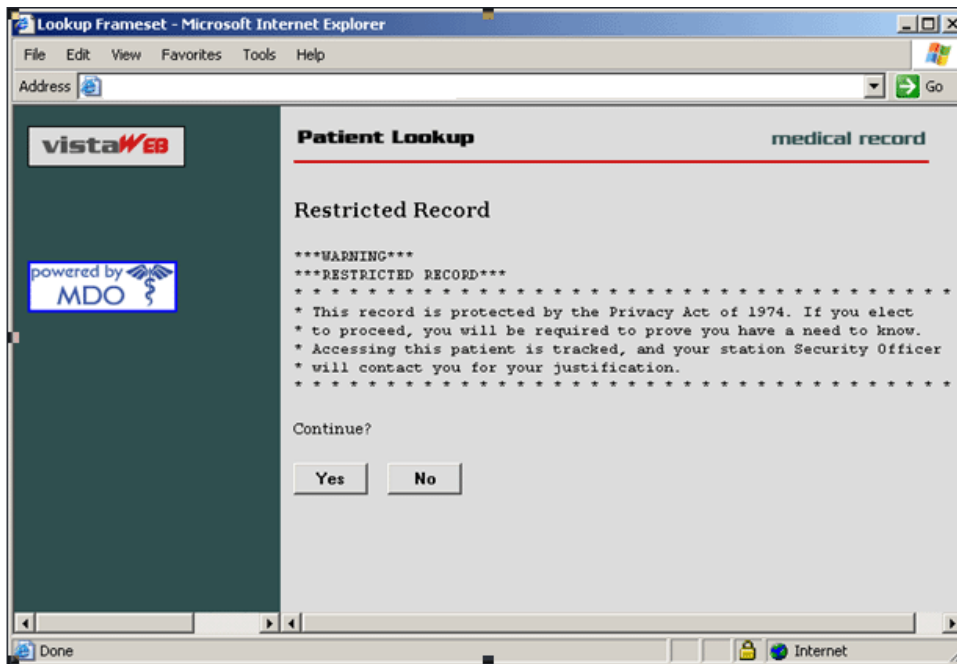 Lookup Frameset - Microsoft Internet Explorer
File Edit View Favorites Tools Help
Address Go
vistaWEB
Patient Lookup medical record
powered by
MDO
Restricted Record
***WARNING***
***RESTRICTED RECORD***
* * * * * * * * * * * * * * * * * * * * * * * * * * * * * * * * * * * *
* This record is protected by the Privacy Act of 1974. If you elect
* to proceed, you will be required to prove you have a need to know.
* Accessing this patient is tracked, and your station Security Officer
* will contact you for your justification.
* * * * * * * * * * * * * * * * * * * * * * * * * * * * * * * * * * * *
Continue?
Yes No
Done Internet